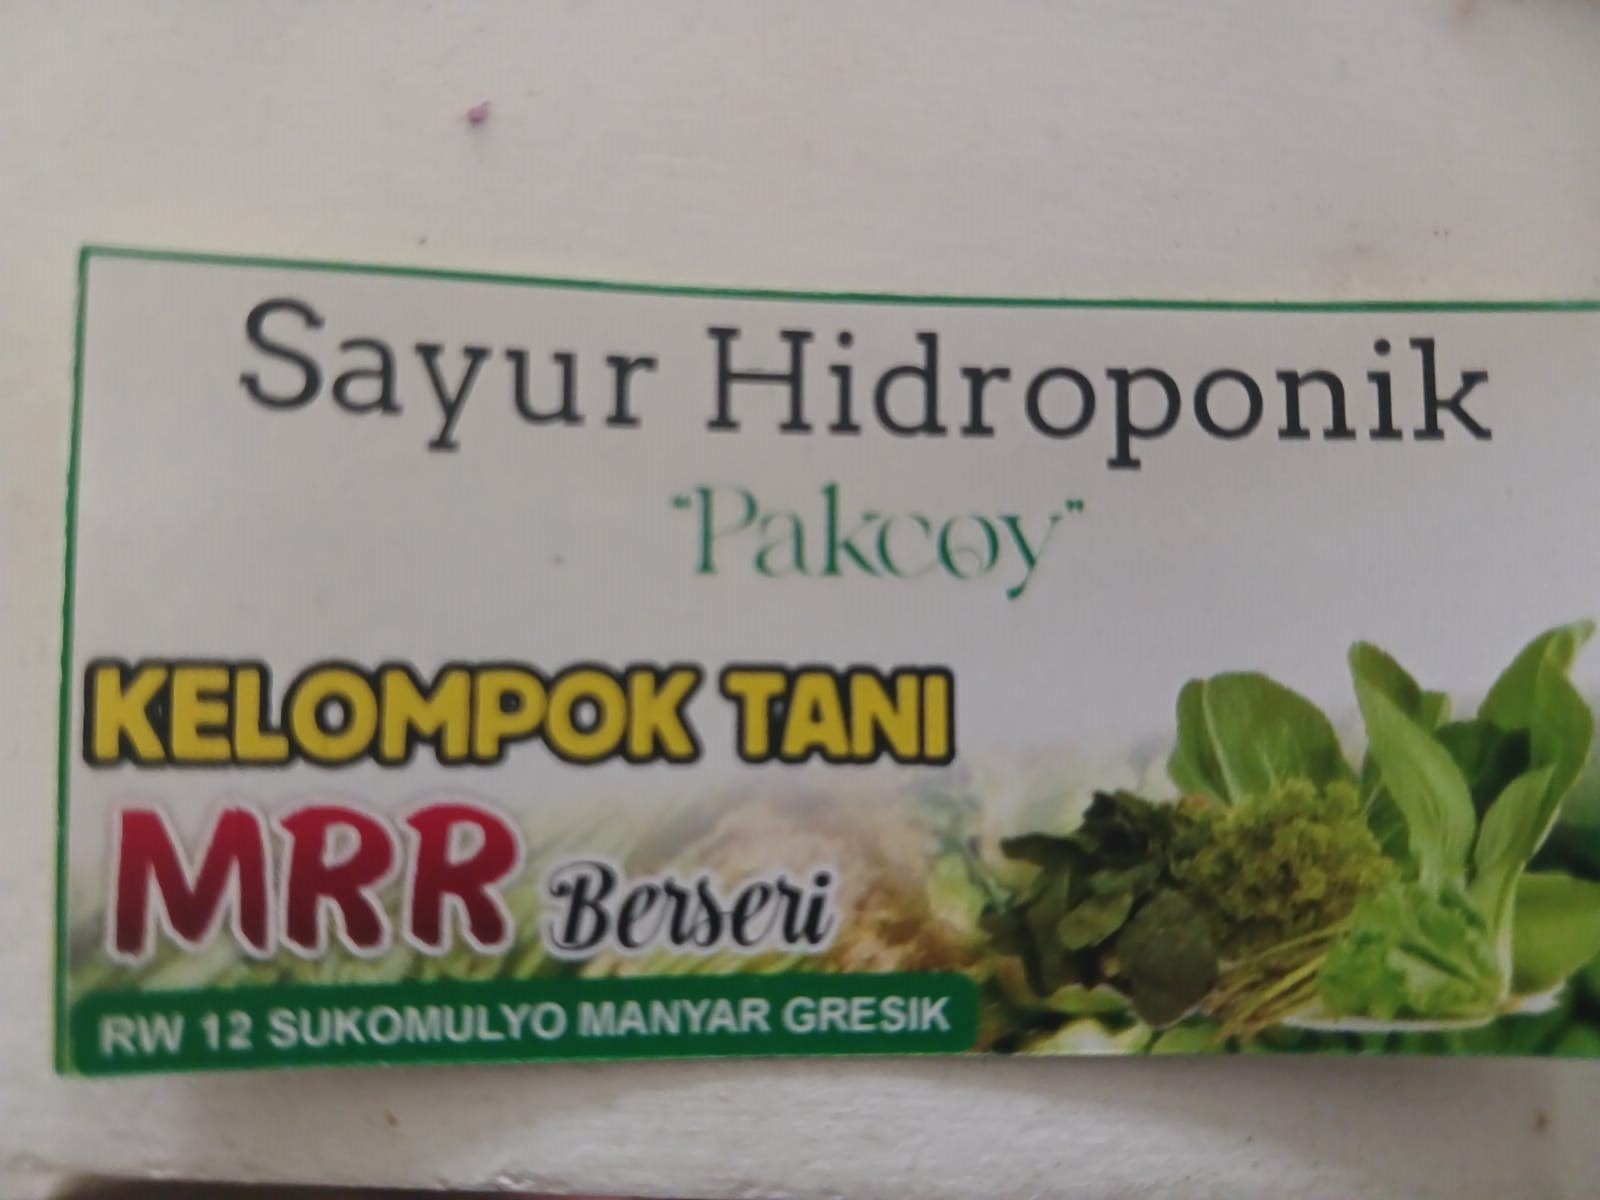 Sayur Hidroponik
"Pakcoy"
KELOMPOK TANI
MRR Berseri
RW 12 SUKOMULYO MANYAR GRESIK